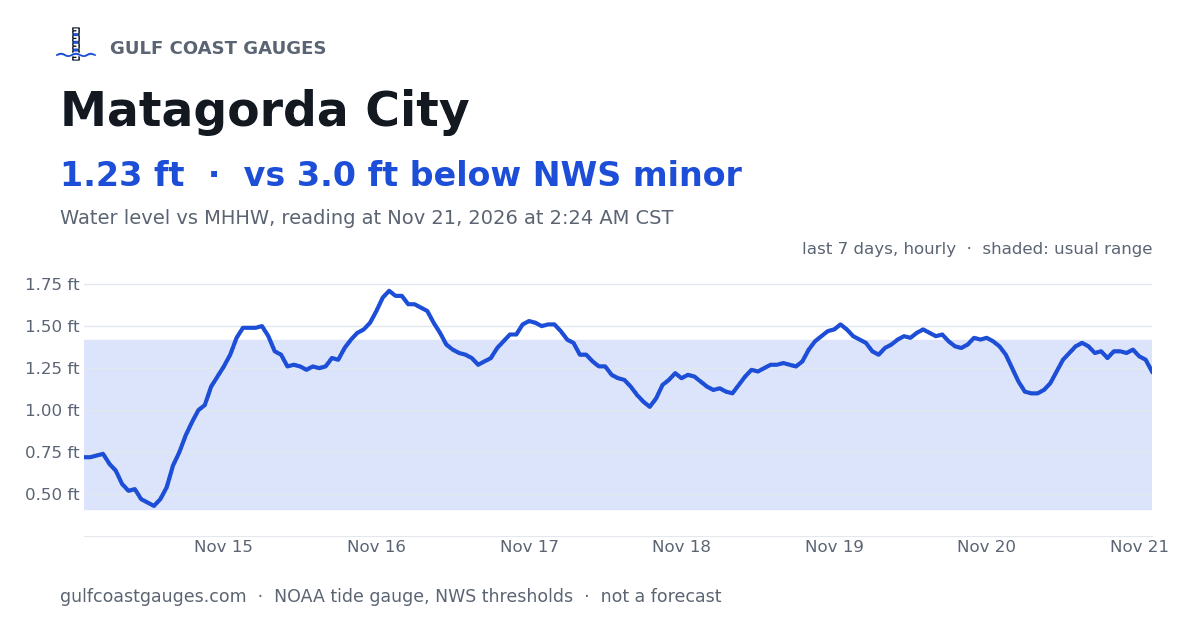 GULF COAST GAUGES
Matagorda City
1.23 ft · vs 3.0 ft below NWS minor
Water level vs MHHW, reading at Nov 21, 2026 at 2:24 AM CST
last 7 days, hourly · shaded: usual range
1.75 ft
1.50 ft
1.25 ft
1.00 ft
0.75 ft
0.50 ft
Nov 15 Nov 16 Nov 17 Nov 18 Nov 19 Nov 20 Nov 21
gulfcoastgauges.com · NOAA tide gauge, NWS thresholds · not a forecast